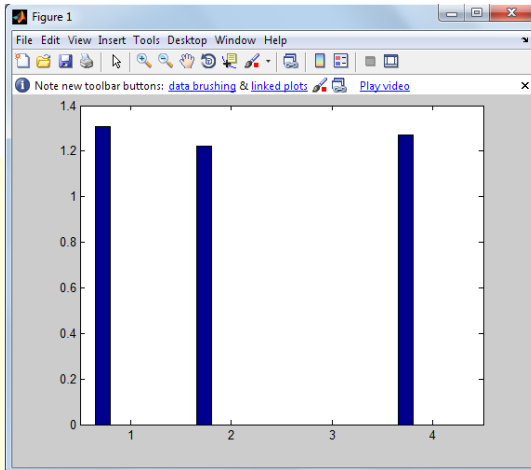 Figure 1
File Edit View Insert Tools Desktop Window Help
Note new toolbar buttons: data brushing & linked plots Play video
1.4
1.2
1
0.8
0.6
0.4
0.2
0
1 2 3 4